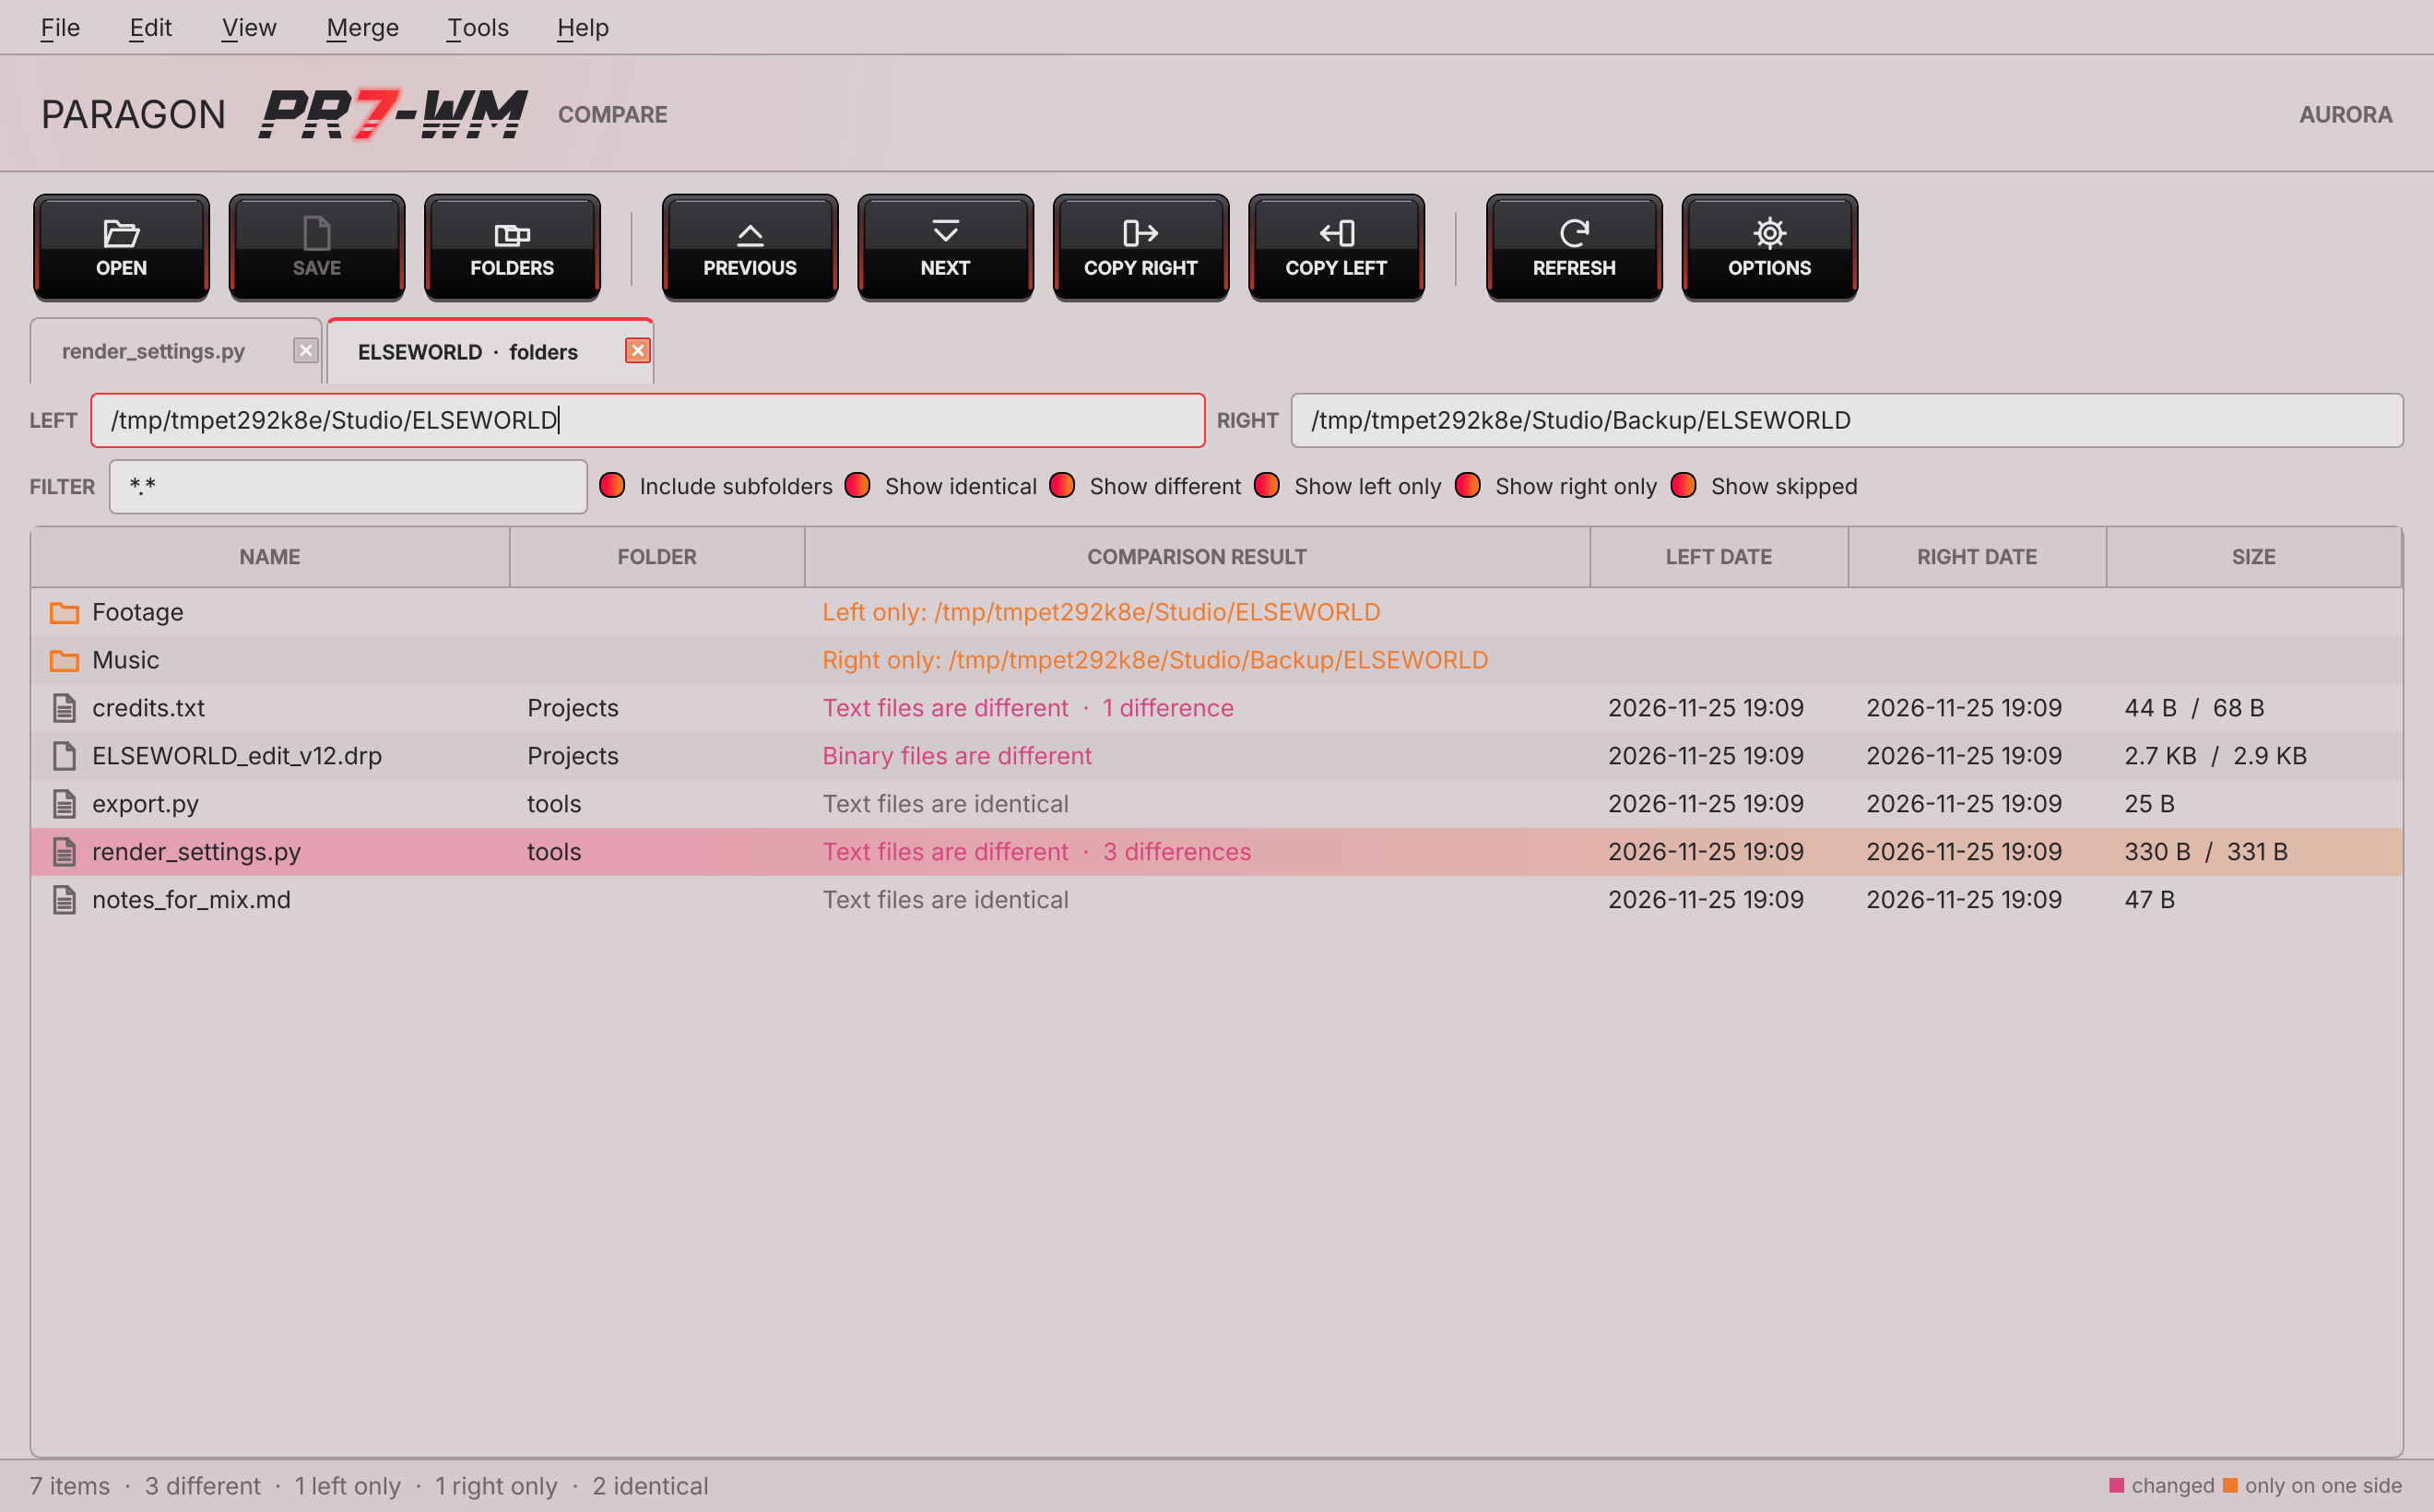 File Edit View Merge Tools Help
PARAGON PR7-WM COMPARE AURORA
OPEN SAVE FOLDERS PREVIOUS NEXT COPY RIGHT COPY LEFT REFRESH OPTIONS
render_settings.py ELSEWORLD · folders
LEFT /tmp/tmpet292k8e/Studio/ELSEWORLD RIGHT /tmp/tmpet292k8e/Studio/Backup/ELSEWORLD
FILTER *.* Include subfolders Show identical Show different Show left only Show right only Show skipped
NAME FOLDER COMPARISON RESULT LEFT DATE RIGHT DATE SIZE
Footage Left only: /tmp/tmpet292k8e/Studio/ELSEWORLD
Music Right only: /tmp/tmpet292k8e/Studio/Backup/ELSEWORLD
credits.txt Projects Text files are different · 1 difference 2026-11-25 19:09 2026-11-25 19:09 44 B / 68 B
ELSEWORLD_edit_v12.drp Projects Binary files are different 2026-11-25 19:09 2026-11-25 19:09 2.7 KB / 2.9 KB
export.py tools Text files are identical 2026-11-25 19:09 2026-11-25 19:09 25 B
render_settings.py tools Text files are different · 3 differences 2026-11-25 19:09 2026-11-25 19:09 330 B / 331 B
notes_for_mix.md Text files are identical 2026-11-25 19:09 2026-11-25 19:09 47 B
7 items · 3 different · 1 left only · 1 right only · 2 identical changed only on one side